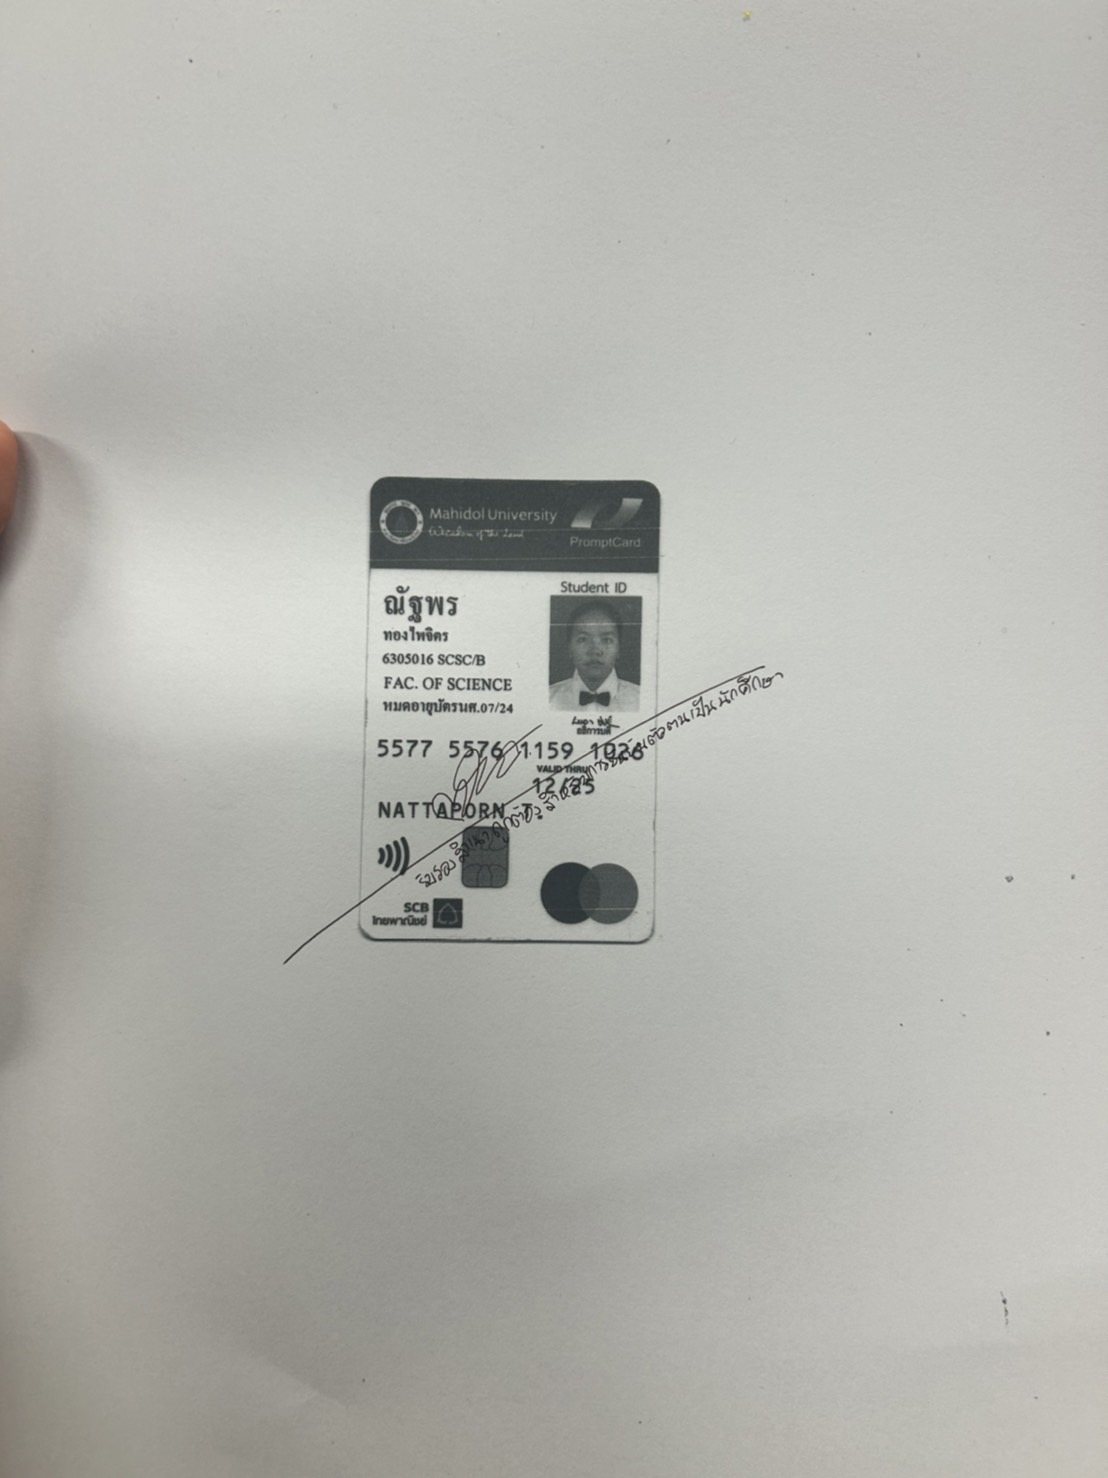 Mahidol University
Wisdom of the Land
PromptCard
Student ID
ณัฐพร
ทองไพจิตร
6305016 SCSC/B
FAC. OF SCIENCE
หมดอายุบัตรนศ.07/24
อธิการบดี
5577 5576 1159 1026
VALID THRU
12/25
NATTAPORN T
รับรองสำเนาถูกต้อง สำหรับการยืนยันตัวตนเป็นนักศึกษา
SCB
ไทยพาณิชย์